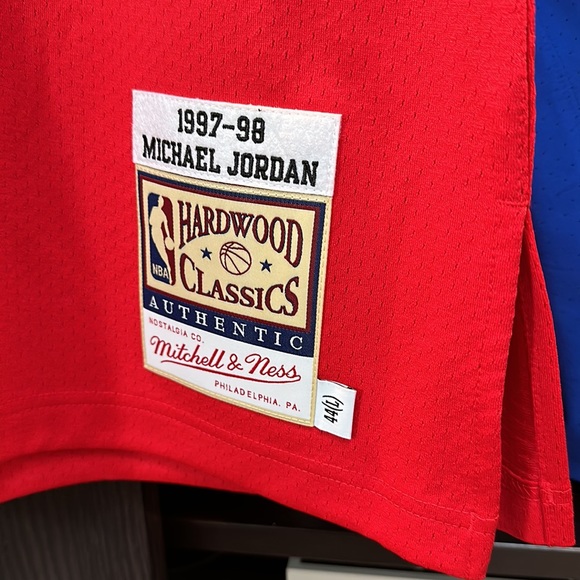 1997-98
MICHAEL JORDAN
HARDWOOD
NBA
CLASSICS
AUTHENTIC
NOSTALGIA CO.
Mitchell & Ness
PHILADELPHIA, PA.
44(L)